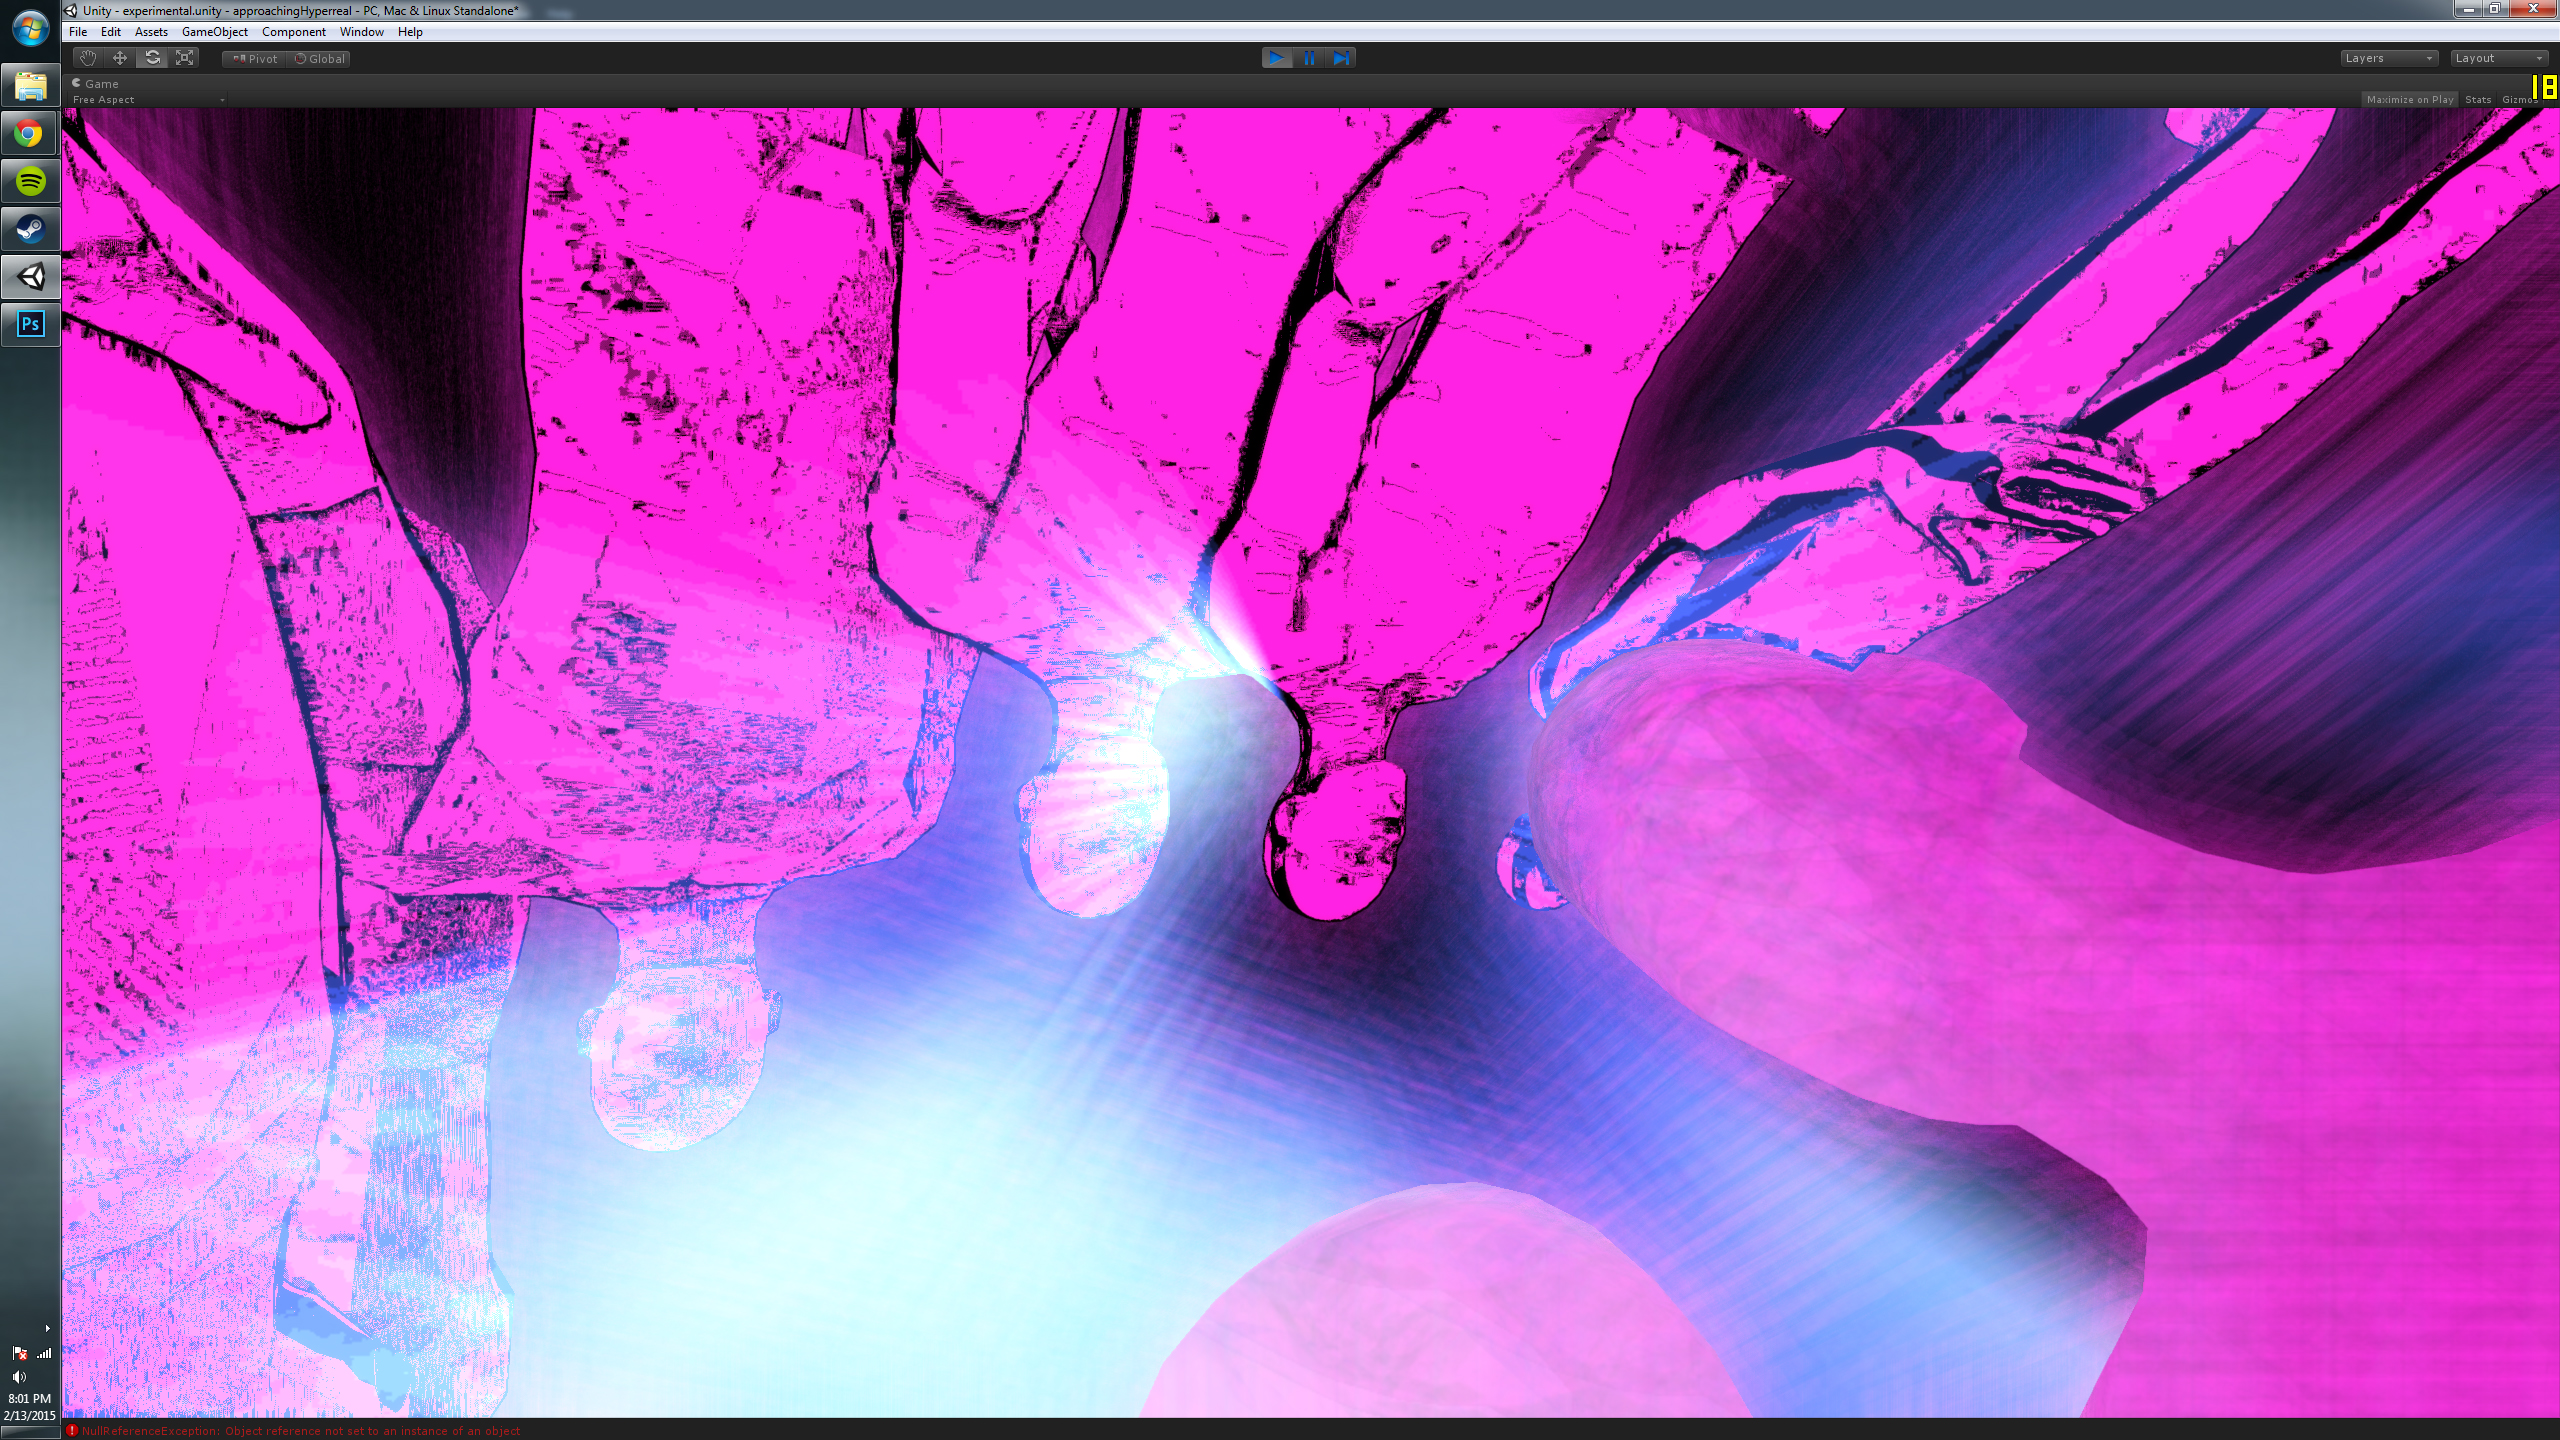 Unity - experimental.unity - approachingHyperreal - PC, Mac & Linux Standalone*
File Edit Assets GameObject Component Window Help
Pivot Global Layers Layout
Game
Free Aspect Maximize on Play Stats Gizmos 18
Ps
8:01 PM
2/13/2015
NullReferenceException: Object reference not set to an instance of an object